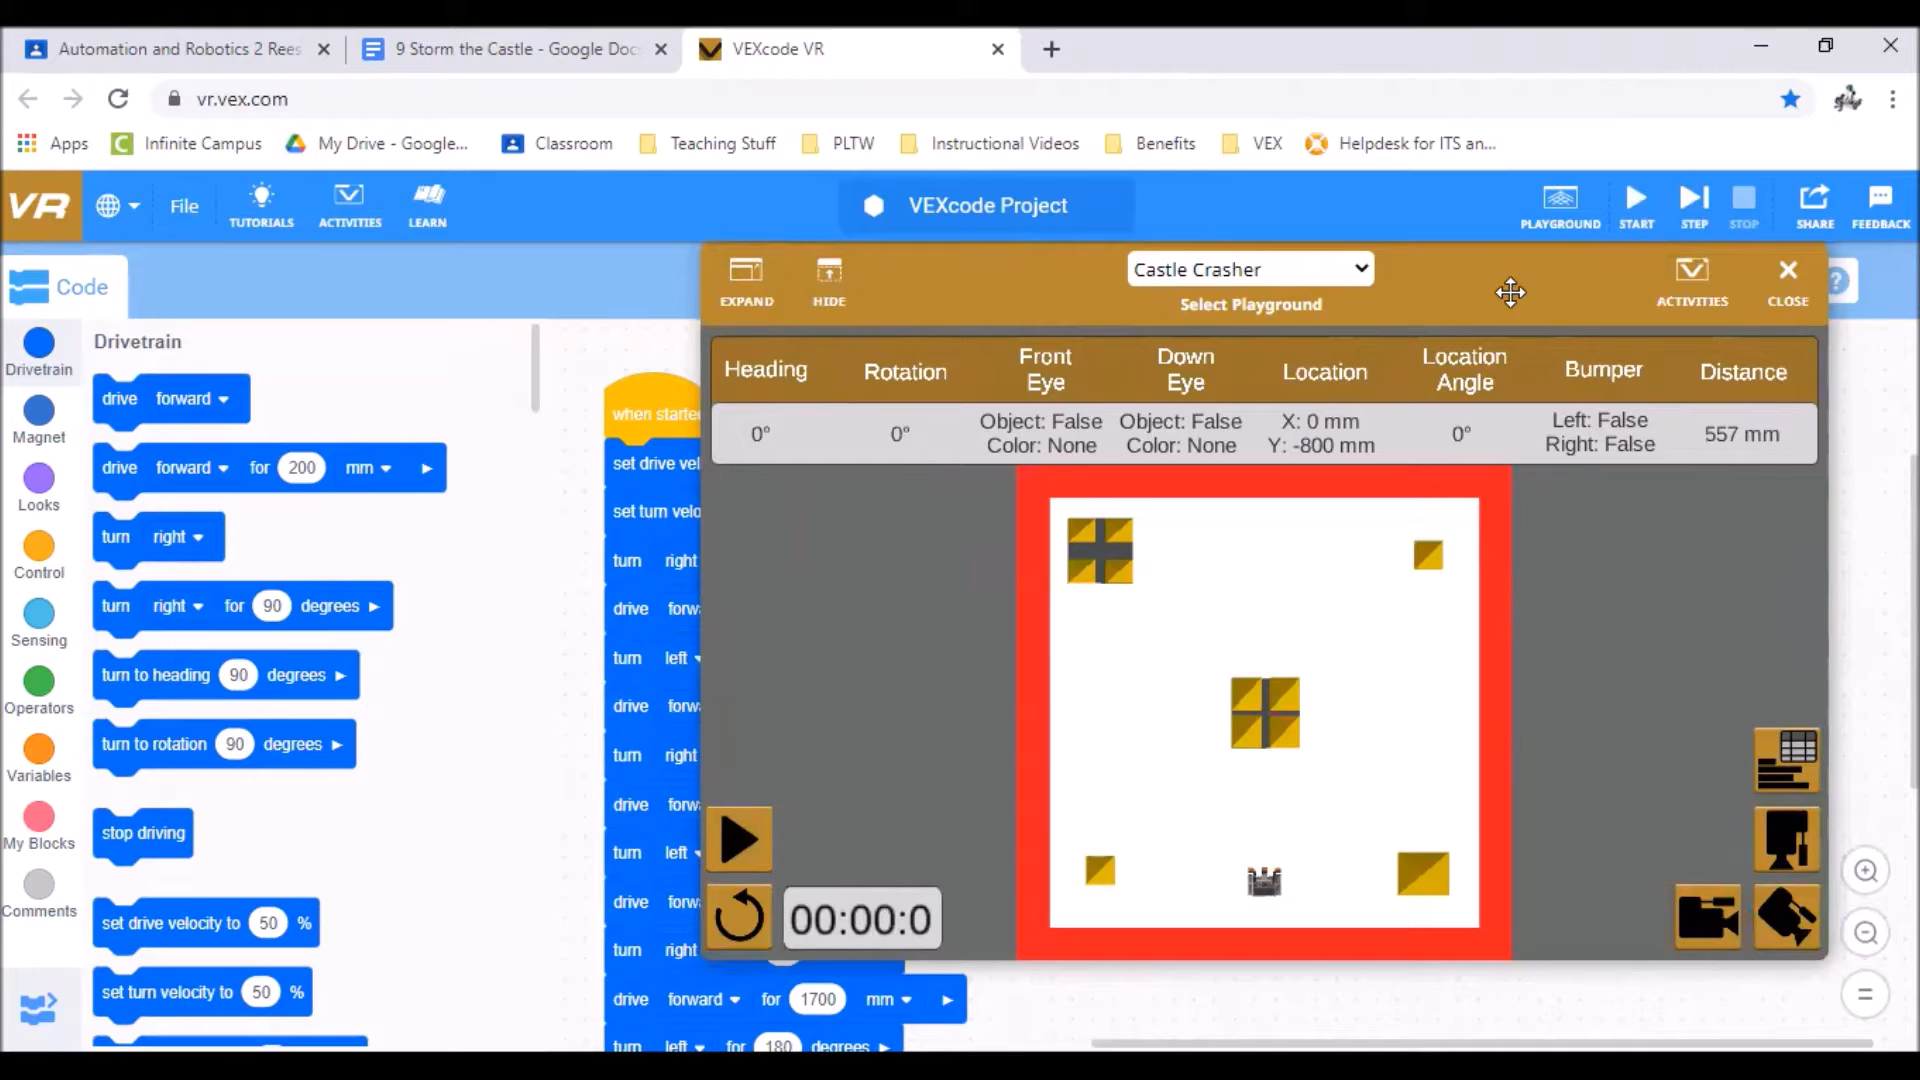 Automation and Robotics 2 Rees
9 Storm the Castle - Google Doc
VEXcode VR
vr.vex.com
Apps
Infinite Campus
My Drive - Google...
Classroom
Teaching Stuff
PLTW
Instructional Videos
Benefits
VEX
Helpdesk for ITS an...
VR
File
TUTORIALS
ACTIVITIES
LEARN
VEXcode Project
PLAYGROUND
START
STEP
STOP
SHARE
FEEDBACK
Code
EXPAND
HIDE
Castle Crasher
Select Playground
ACTIVITIES
CLOSE
?
Heading
Rotation
Front
Eye
Down
Eye
Location
Location
Angle
Bumper
Distance
0°
0°
Object: False
Color: None
Object: False
Color: None
X: 0 mm
Y: -800 mm
0°
Left: False
Right: False
557 mm
00:00:0
Drivetrain
Magnet
Looks
Control
Sensing
Operators
Variables
My Blocks
Comments
Drivetrain
drive forward
drive forward for 200 mm
turn right
turn right for 90 degrees
turn to heading 90 degrees
turn to rotation 90 degrees
stop driving
set drive velocity to 50 %
set turn velocity to 50 %
when started
set drive vel
set turn velo
turn right
drive forw
turn left
drive forw
turn right
drive forw
turn left
drive forw
turn right
drive forward for 1700 mm
turn left for 180 degrees